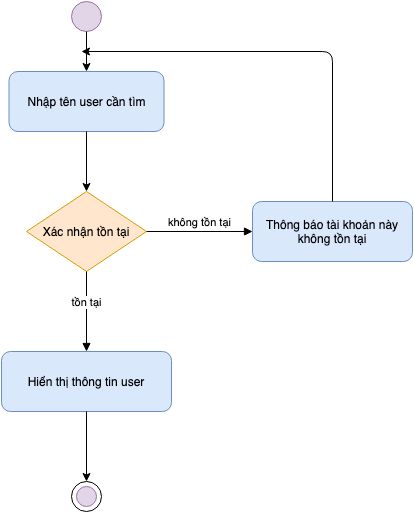 Nhập tên user cần tìm
Xác nhận tồn tại
không tồn tại
Thông báo tài khoản này
không tồn tại
tồn tại
Hiển thị thông tin user